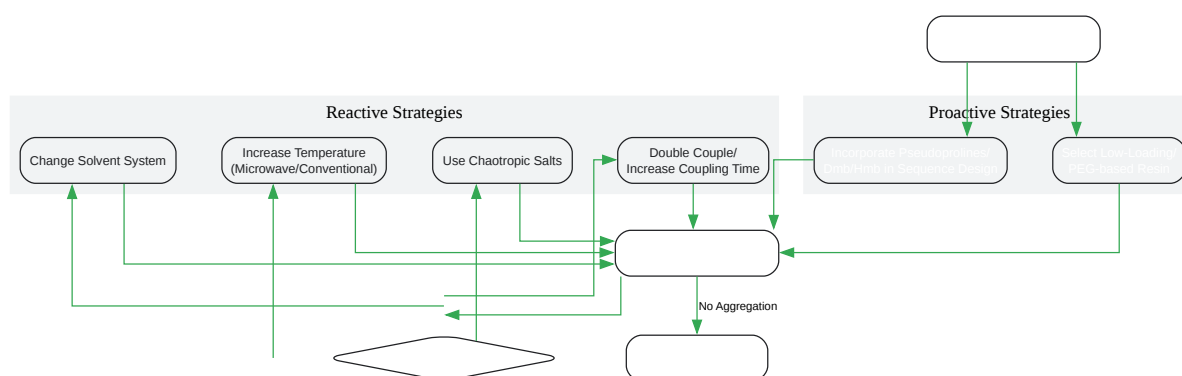 Reactive Strategies
Proactive Strategies
Change Solvent System
Increase Temperature
(Microwave/Conventional)
Use Chaotropic Salts
Double Couple/
Increase Coupling Time
Incorporate Pseudoprolines/
Dmb/Hmb in Sequence Design
Select Low-Loading/
PEG-based Resin
No Aggregation